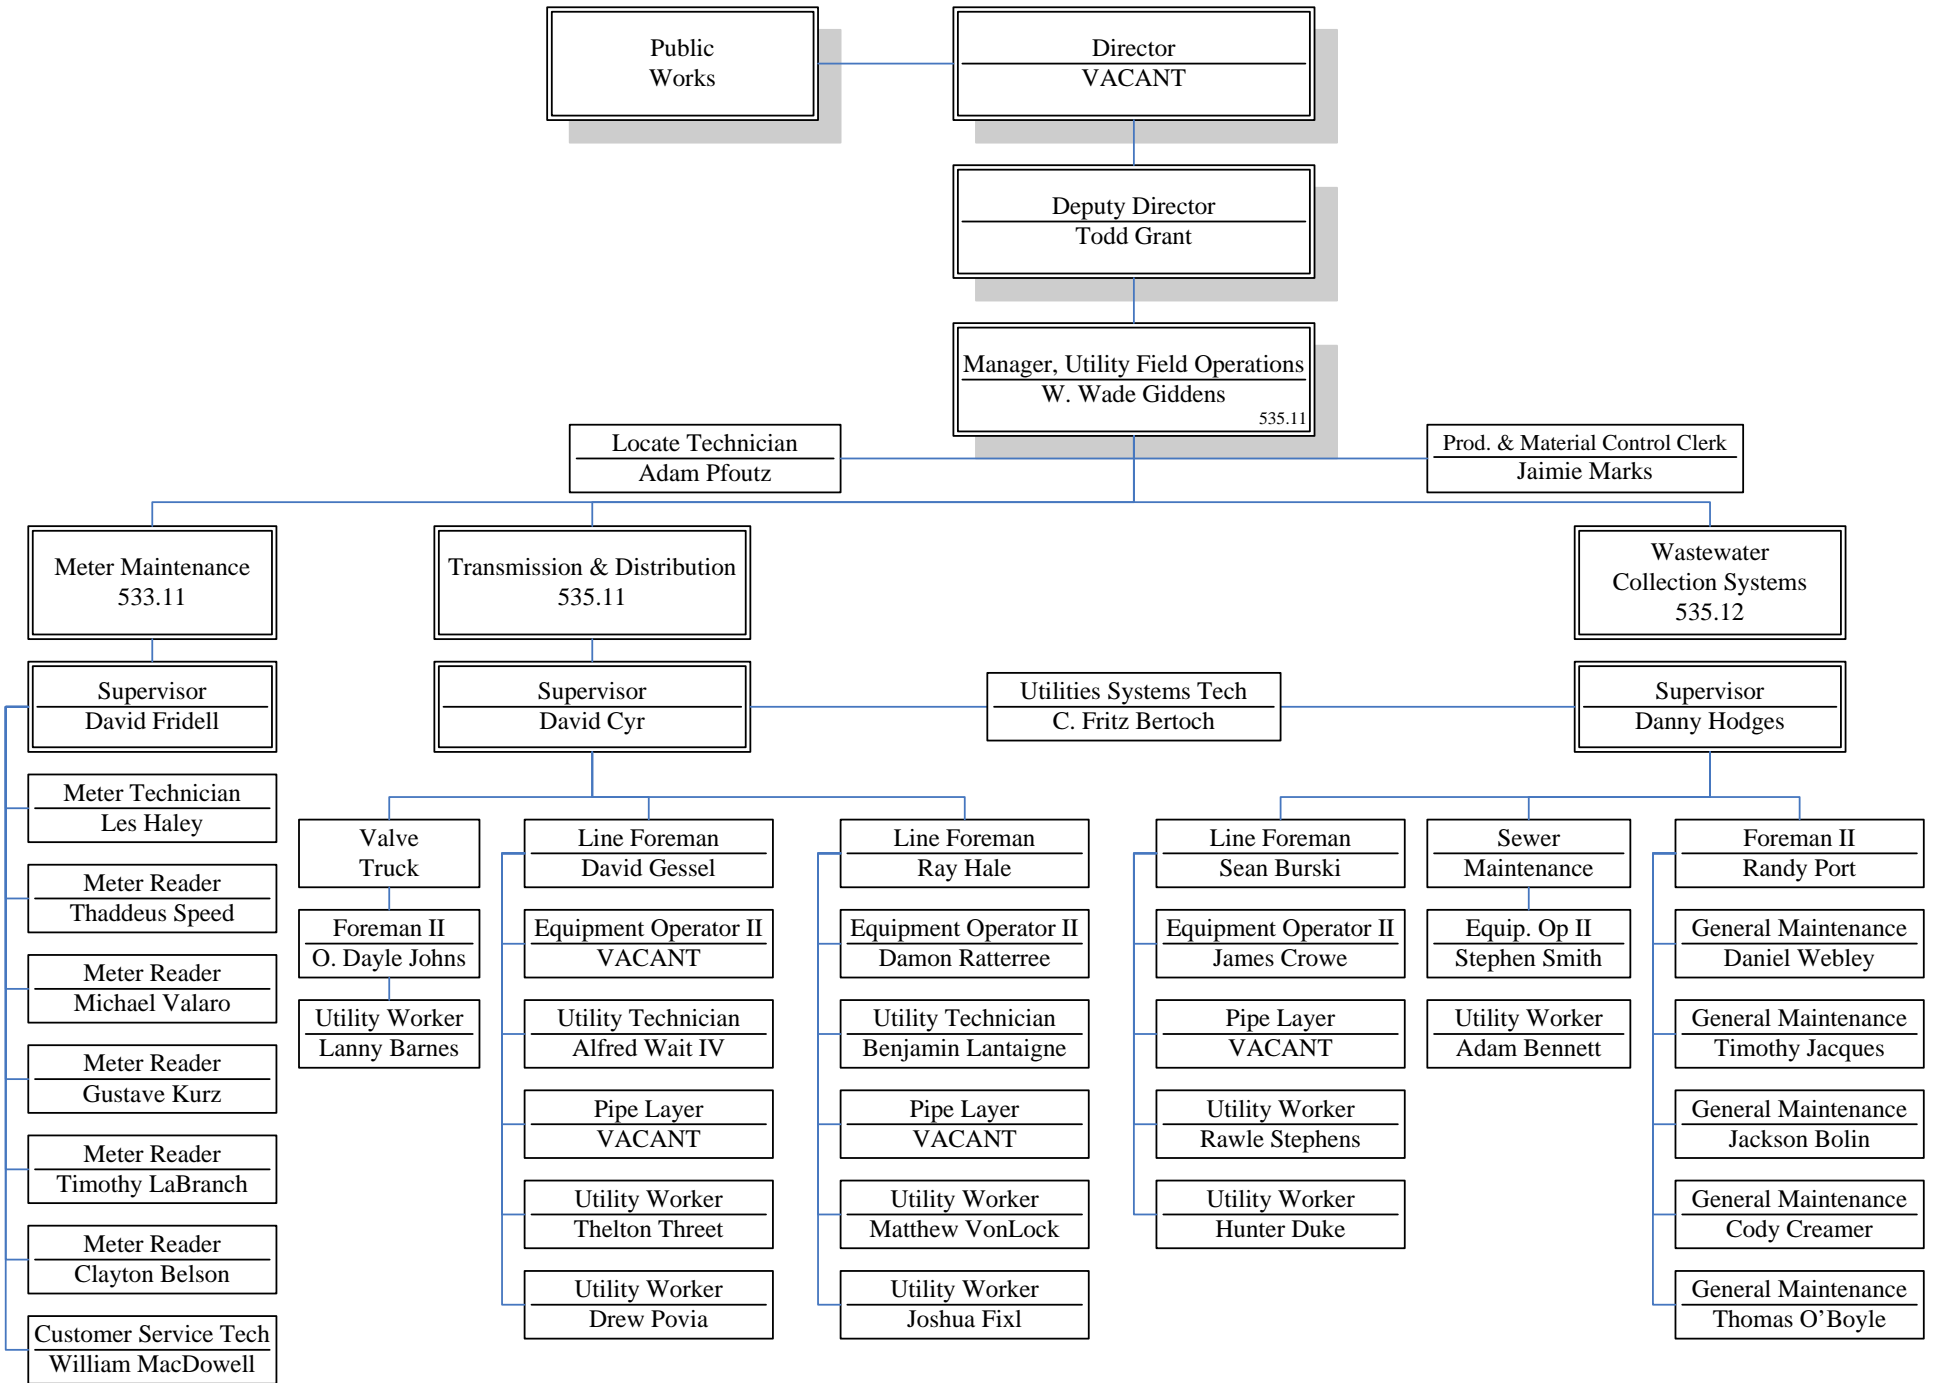 Public
Works
Director
VACANT
Deputy Director
Todd Grant
Manager, Utility Field Operations
W. Wade Giddens
535.11
Locate Technician
Adam Pfoutz
Prod. & Material Control Clerk
Jaimie Marks
Meter Maintenance
533.11
Transmission & Distribution
535.11
Wastewater
Collection Systems
535.12
Supervisor
David Fridell
Supervisor
David Cyr
Utilities Systems Tech
C. Fritz Bertoch
Supervisor
Danny Hodges
Meter Technician
Les Haley
Meter Reader
Thaddeus Speed
Meter Reader
Michael Valaro
Meter Reader
Gustave Kurz
Meter Reader
Timothy LaBranch
Meter Reader
Clayton Belson
Customer Service Tech
William MacDowell
Valve
Truck
Foreman II
O. Dayle Johns
Utility Worker
Lanny Barnes
Line Foreman
David Gessel
Equipment Operator II
VACANT
Utility Technician
Alfred Wait IV
Pipe Layer
VACANT
Utility Worker
Thelton Threet
Utility Worker
Drew Povia
Line Foreman
Ray Hale
Equipment Operator II
Damon Ratterree
Utility Technician
Benjamin Lantaigne
Pipe Layer
VACANT
Utility Worker
Matthew VonLock
Utility Worker
Joshua Fixl
Line Foreman
Sean Burski
Equipment Operator II
James Crowe
Pipe Layer
VACANT
Utility Worker
Rawle Stephens
Utility Worker
Hunter Duke
Sewer
Maintenance
Equip. Op II
Stephen Smith
Utility Worker
Adam Bennett
Foreman II
Randy Port
General Maintenance
Daniel Webley
General Maintenance
Timothy Jacques
General Maintenance
Jackson Bolin
General Maintenance
Cody Creamer
General Maintenance
Thomas O’Boyle